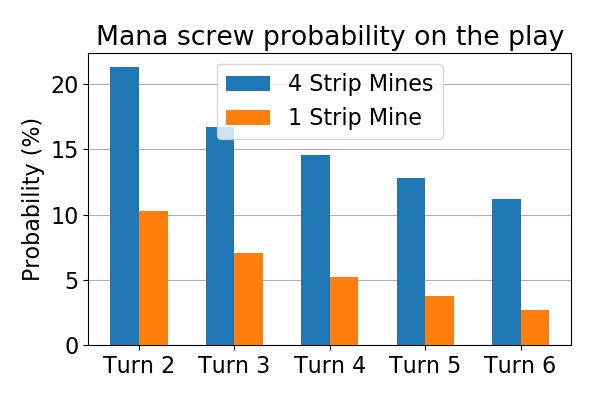 Mana screw probability on the play
4 Strip Mines
1 Strip Mine
Probability (%)
20
15
10
5
0
Turn 2 Turn 3 Turn 4 Turn 5 Turn 6